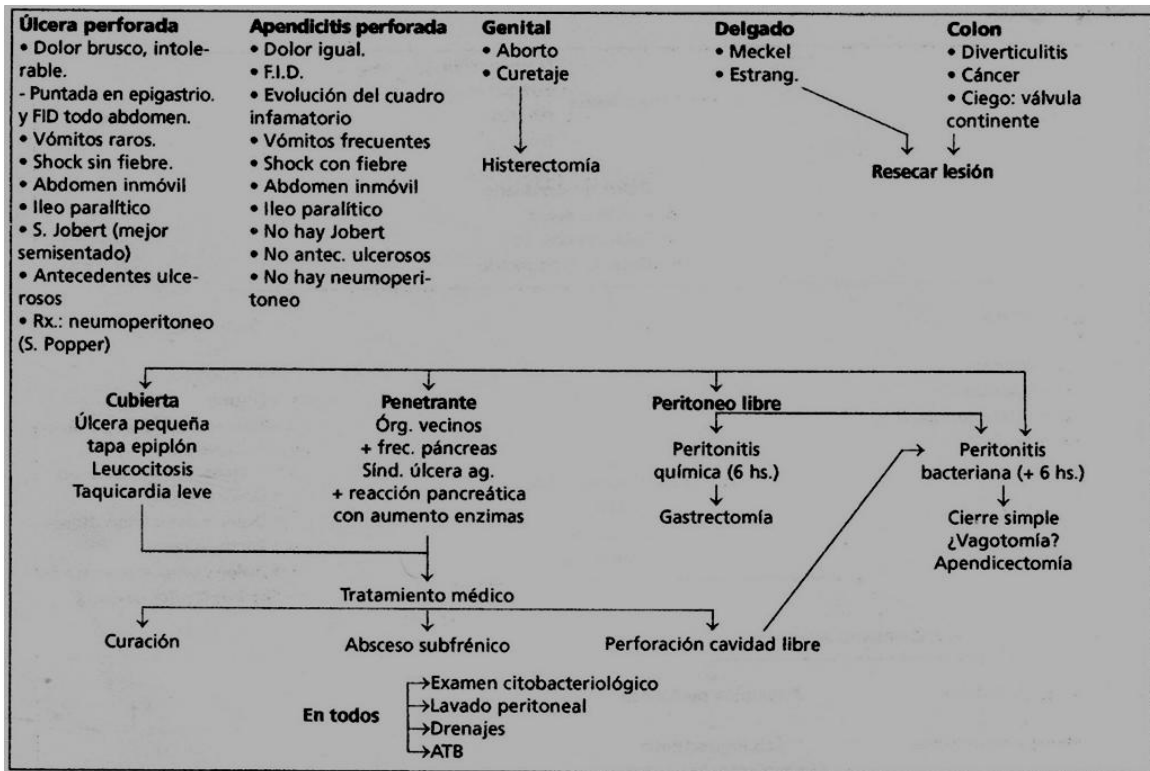 Úlcera perforada
• Dolor brusco, intole-
rable.
- Puntada en epigastrio.
y FID todo abdomen.
• Vómitos raros.
• Shock sin fiebre.
• Abdomen inmóvil
• Ileo paralítico
• S. Jobert (mejor
semisentado)
• Antecedentes ulce-
rosos
• Rx.: neumoperitoneo
(S. Popper)
Apendicitis perforada
• Dolor igual.
• F.I.D.
• Evolución del cuadro
infamatorio
• Vómitos frecuentes
• Shock con fiebre
• Abdomen inmóvil
• Ileo paralítico
• No hay Jobert
• No antec. ulcerosos
• No hay neumoperi-
toneo
Genital
• Aborto
• Curetaje
Histerectomía
Delgado
• Meckel
• Estrang.
Colon
• Diverticulitis
• Cáncer
• Ciego: válvula
continente
Resecar lesión
Cubierta
Úlcera pequeña
tapa epiplón
Leucocitosis
Taquicardia leve
Penetrante
Órg. vecinos
+ frec. páncreas
Sínd. úlcera ag.
+ reacción pancreática
con aumento enzimas
Peritoneo libre
Peritonitis
química (6 hs.)
Gastrectomía
Peritonitis
bacteriana (+ 6 hs.)
Cierre simple
¿Vagotomía?
Apendicectomía
Tratamiento médico
Curación
Absceso subfrénico
Perforación cavidad libre
En todos
Examen citobacteriológico
Lavado peritoneal
Drenajes
ATB